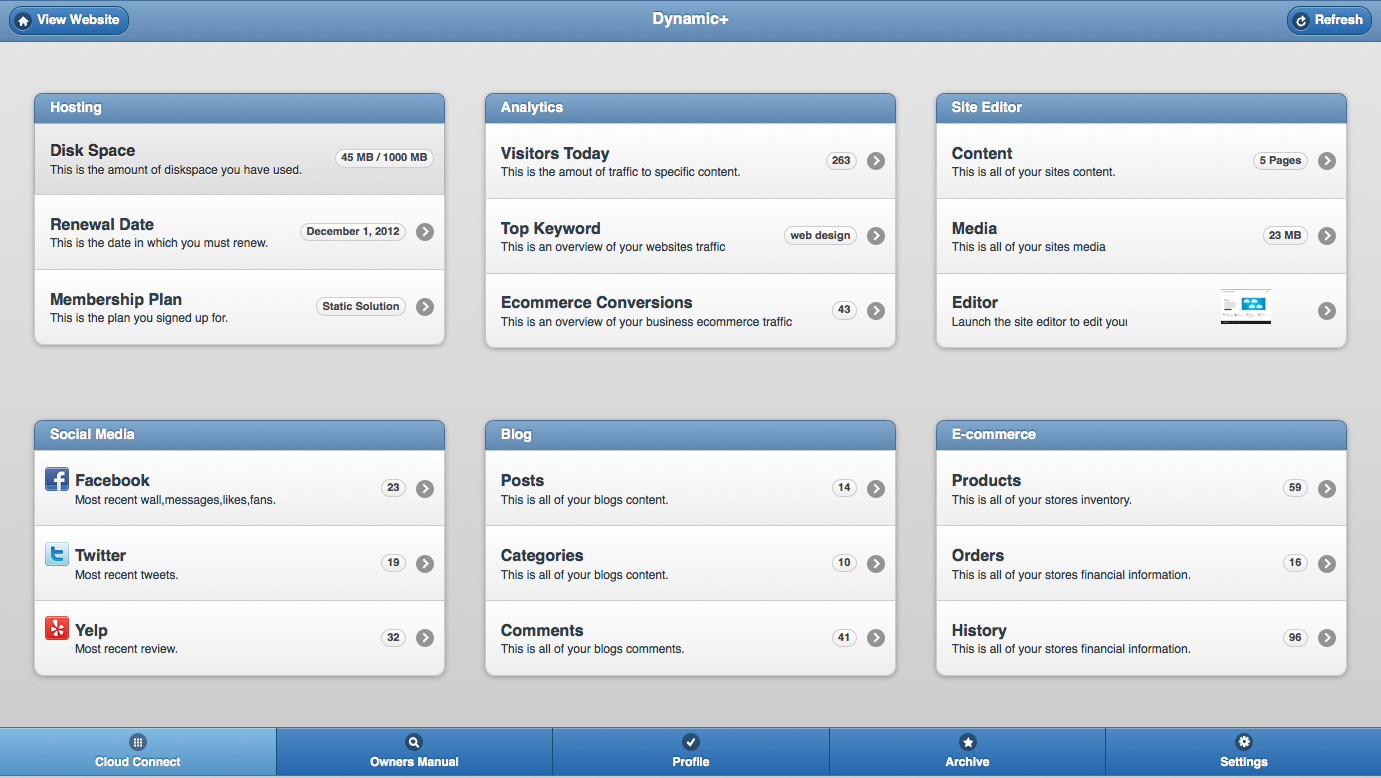 View Website
Dynamic+
Refresh
Hosting
Disk Space
This is the amount of diskspace you have used.
45 MB / 1000 MB
Renewal Date
This is the date in which you must renew.
December 1, 2012
Membership Plan
This is the plan you signed up for.
Static Solution
Analytics
Visitors Today
This is the amout of traffic to specific content.
263
Top Keyword
This is an overview of your websites traffic
web design
Ecommerce Conversions
This is an overview of your business ecommerce traffic
43
Site Editor
Content
This is all of your sites content.
5 Pages
Media
This is all of your sites media
23 MB
Editor
Launch the site editor to edit your
Social Media
Facebook
Most recent wall,messages,likes,fans.
23
Twitter
Most recent tweets.
19
Yelp
Most recent review.
32
Blog
Posts
This is all of your blogs content.
14
Categories
This is all of your blogs content.
10
Comments
This is all of your blogs comments.
41
E-commerce
Products
This is all of your stores inventory.
59
Orders
This is all of your stores financial information.
16
History
This is all of your stores financial information.
96
Cloud Connect
Owners Manual
Profile
Archive
Settings